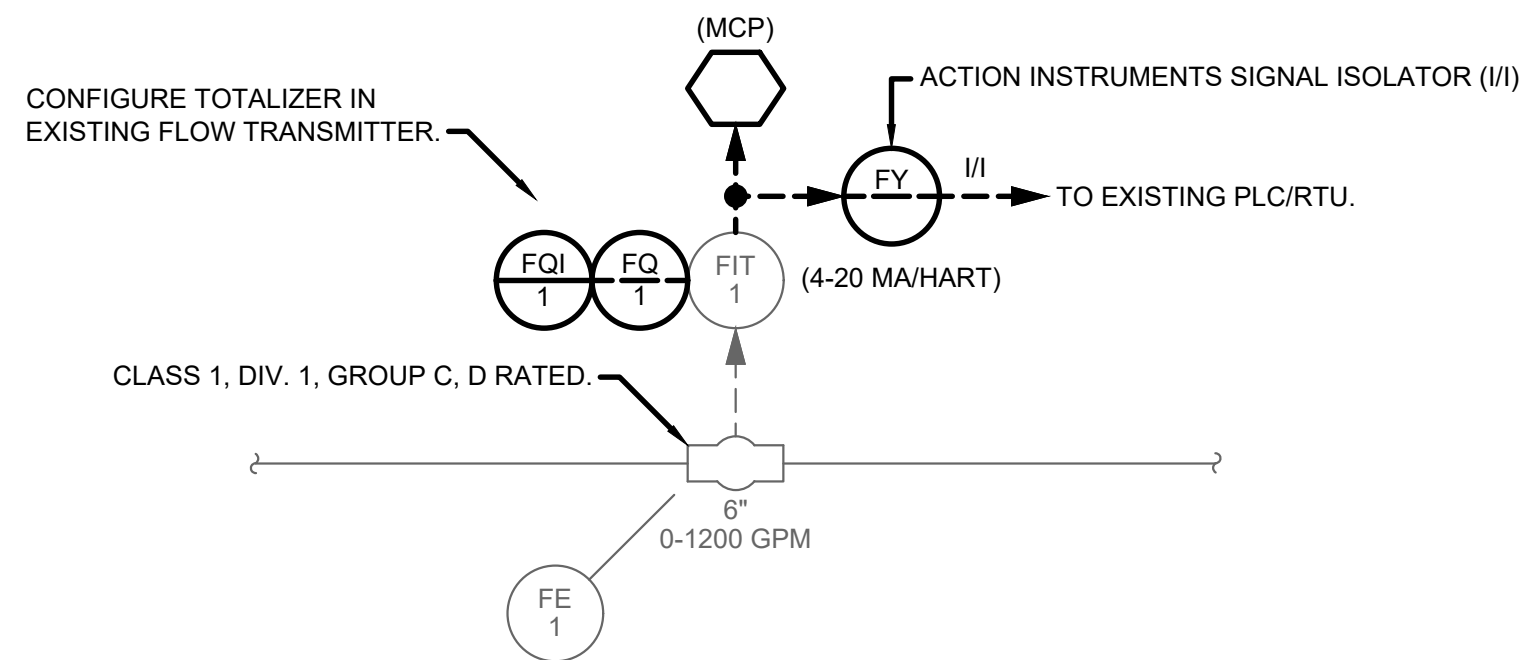 (MCP)
ACTION INSTRUMENTS SIGNAL ISOLATOR (I/I)
CONFIGURE TOTALIZER IN
EXISTING FLOW TRANSMITTER.
FY
I/I
TO EXISTING PLC/RTU.
FQI
1
FQ
1
FIT
1
(4-20 MA/HART)
CLASS 1, DIV. 1, GROUP C, D RATED.
6"
0-1200 GPM
FE
1